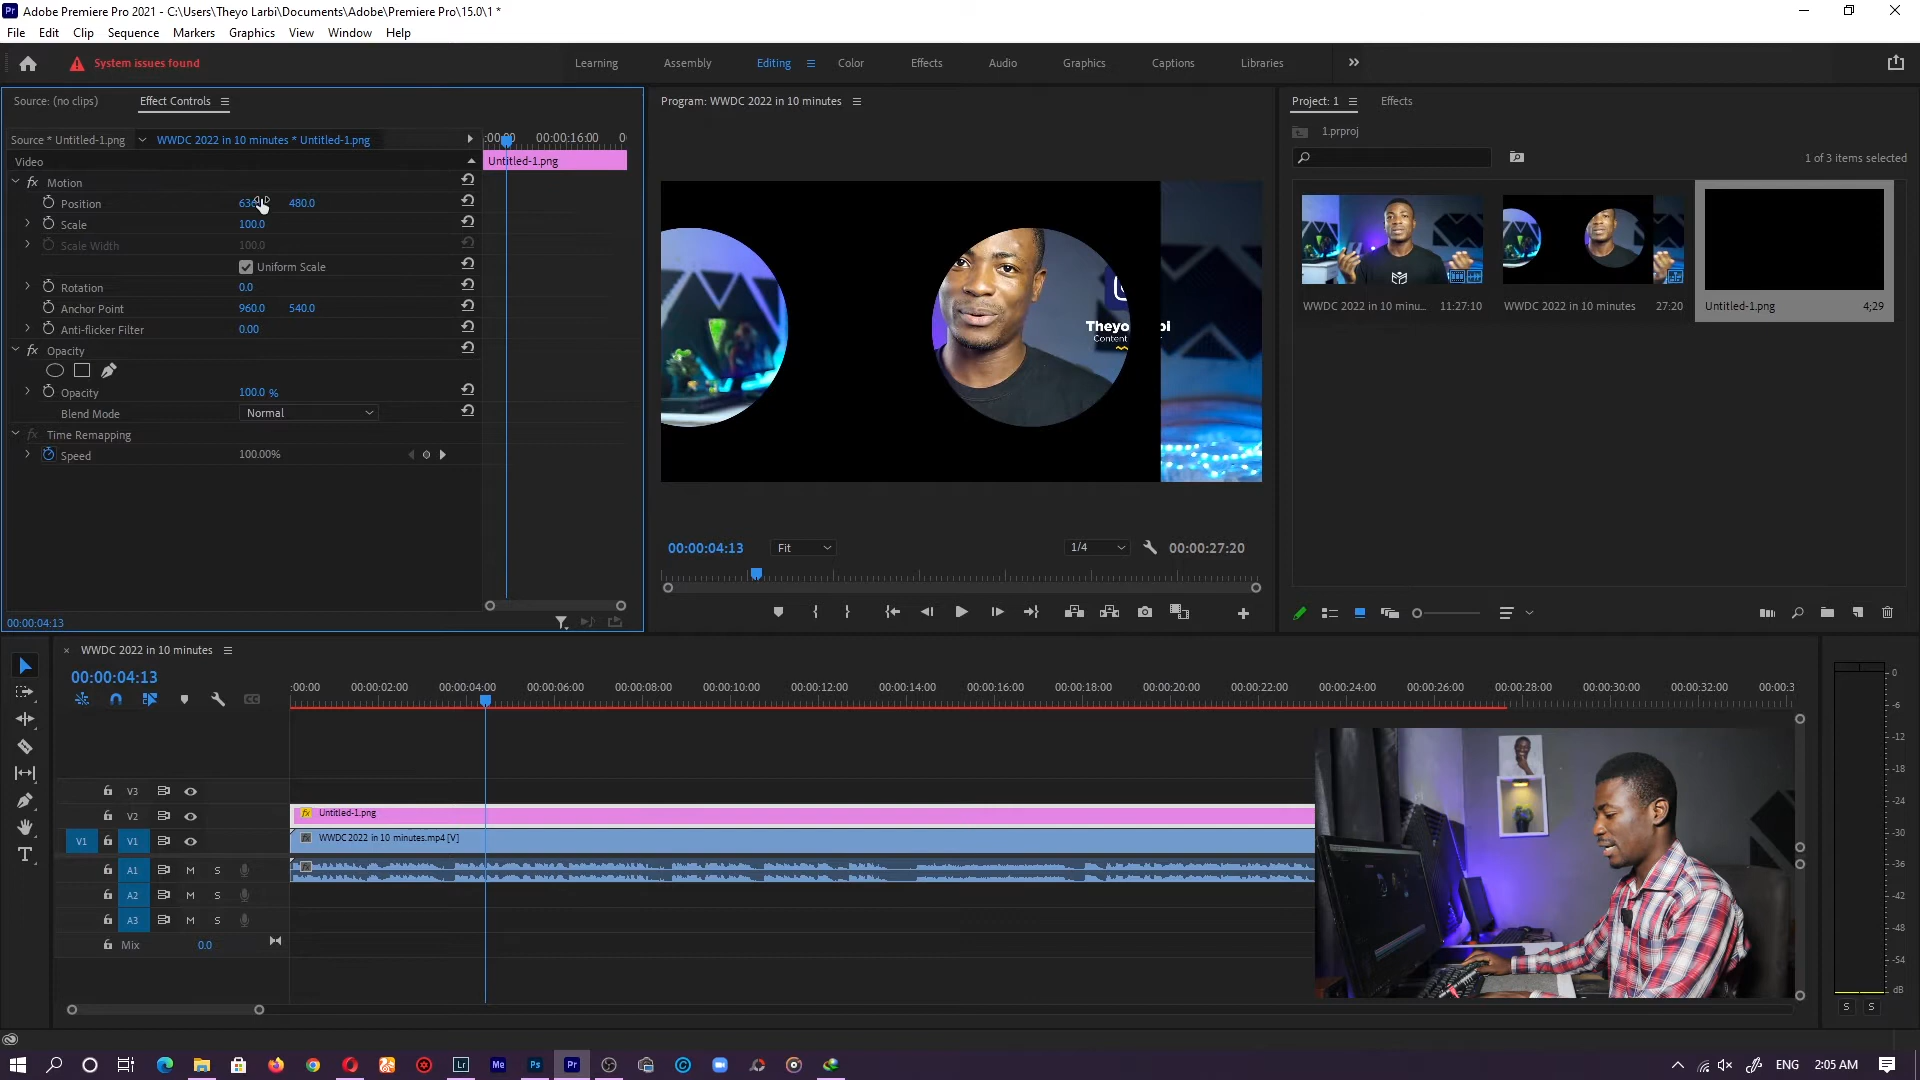 Adobe Premiere Pro 2021 - C:\Users\Theyo Larbi\Documents\Adobe\Premiere Pro\15.0\1 *
File Edit Clip Sequence Markers Graphics View Window Help
System issues found
Learning Assembly Editing Color Effects Audio Graphics Captions Libraries
Source: (no clips) Effect Controls
Program: WWDC 2022 in 10 minutes
Project: 1 Effects
Source * Untitled-1.png WWDC 2022 in 10 minutes * Untitled-1.png
:00:00 00:00:16:00 0
1.prproj
1 of 3 items selected
Video
Untitled-1.png
fx Motion
Position 480.0
Scale 100.0
Scale Width 100.0
Uniform Scale
Rotation 0.0
Anchor Point 960.0 540.0
Anti-flicker Filter 0.00
fx Opacity
Opacity 100.0 %
Blend Mode Normal
fx Time Remapping
Speed 100.00%
WWDC 2022 in 10 minu... 11:27:10
WWDC 2022 in 10 minutes 27:20
Untitled-1.png 4;29
00:00:04:13 Fit 1/4 00:00:27:20
00:00:04:13
× WWDC 2022 in 10 minutes
00:00:04:13
:00:00 00:00:02:00 00:00:04:00 00:00:06:00 00:00:08:00 00:00:10:00 00:00:12:00 00:00:14:00 00:00:16:00 00:00:18:00 00:00:20:00 00:00:22:00 00:00:24:00 00:00:26:00 00:00:28:00 00:00:30:00 00:00:32:00 00:00:3
V3
V2
fx Untitled-1.png
V1 V1
fx WWDC 2022 in 10 minutes.mp4 [V]
A1 M S
A2 M S
A3 M S
Mix 0.0
0
-6
-12
-18
-24
-30
-36
-42
-48
-54
dB
S S
Lr Me Ps Pr
ENG 2:05 AM